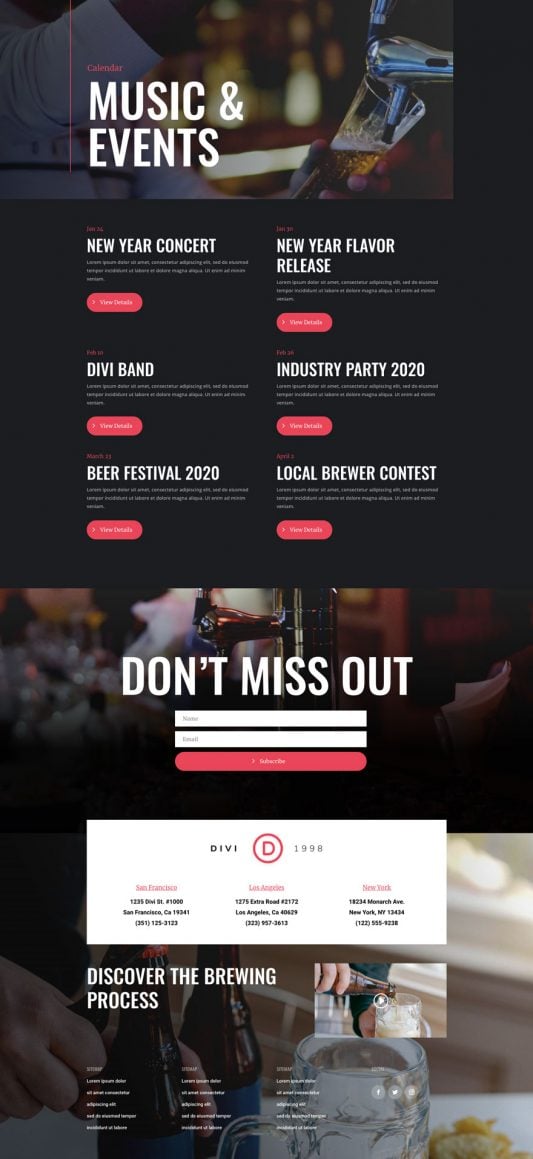 Calendar
MUSIC &
EVENTS
Jan 24
NEW YEAR CONCERT
Lorem ipsum dolor sit amet, consectetur adipiscing elit, sed do eiusmod
tempor incididunt ut labore et dolore magna aliqua. Ut enim ad minim
veniam.
View Details
Jan 30
NEW YEAR FLAVOR
RELEASE
Lorem ipsum dolor sit amet, consectetur adipiscing elit, sed do eiusmod
tempor incididunt ut labore et dolore magna aliqua. Ut enim ad minim
veniam.
View Details
Feb 10
DIVI BAND
Lorem ipsum dolor sit amet, consectetur adipiscing elit, sed do eiusmod
tempor incididunt ut labore et dolore magna aliqua. Ut enim ad minim
veniam.
View Details
Feb 26
INDUSTRY PARTY 2020
Lorem ipsum dolor sit amet, consectetur adipiscing elit, sed do eiusmod
tempor incididunt ut labore et dolore magna aliqua. Ut enim ad minim
veniam.
View Details
March 23
BEER FESTIVAL 2020
Lorem ipsum dolor sit amet, consectetur adipiscing elit, sed do eiusmod
tempor incididunt ut labore et dolore magna aliqua. Ut enim ad minim
veniam.
View Details
April 2
LOCAL BREWER CONTEST
Lorem ipsum dolor sit amet, consectetur adipiscing elit, sed do eiusmod
tempor incididunt ut labore et dolore magna aliqua. Ut enim ad minim
veniam.
View Details
DON’T MISS OUT
Name
Email
Subscribe
DIVI D 1998
San Francisco
1235 Divi St. #1000
San Francisco, Ca 19341
(351) 125-3123
Los Angeles
1275 Extra Road #2172
Los Angeles, Ca 40629
(323) 957-3613
New York
18234 Monarch Ave.
New York, NY 13434
(122) 555-9238
DISCOVER THE BREWING
PROCESS
SITEMAP
Lorem ipsum dolor
sit amet consectetur
adipiscing elit
sed do eiusmod temper
incididunt ut labore
SITEMAP
Lorem ipsum dolor
sit amet consectetur
adipiscing elit
sed do eiusmod temper
incididunt ut labore
SITEMAP
Lorem ipsum dolor
sit amet consectetur
adipiscing elit
sed do eiusmod temper
incididunt ut labore
SOCIAL